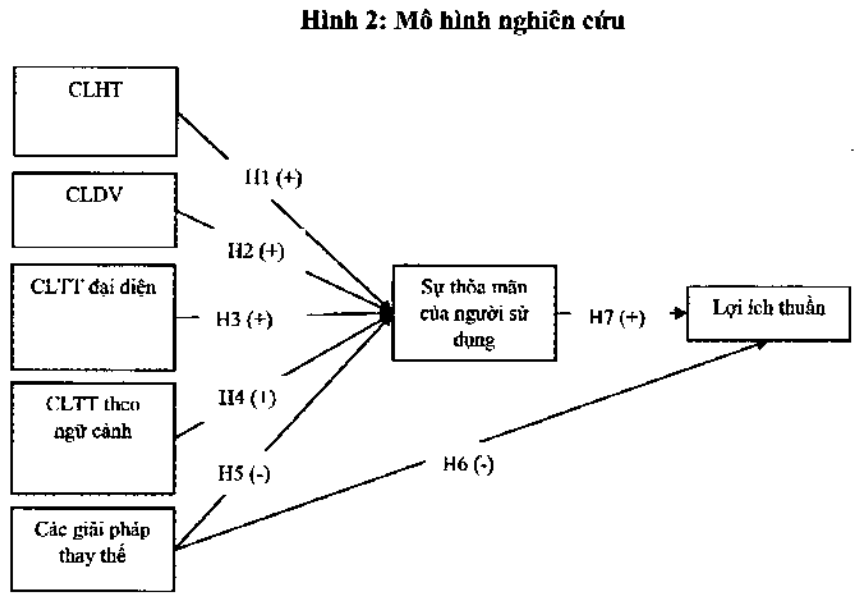 Hình 2: Mô hình nghiên cứu
CLHT
H1 (+)
CLDV
H2 (+)
CLTT đại diện
H3 (+)
Sự thỏa mãn
của người sử
dụng
H7 (+)
Lợi ích thuần
CLTT theo
ngữ cảnh
H4 (+)
H5 (-)
H6 (-)
Các giải pháp
thay thế